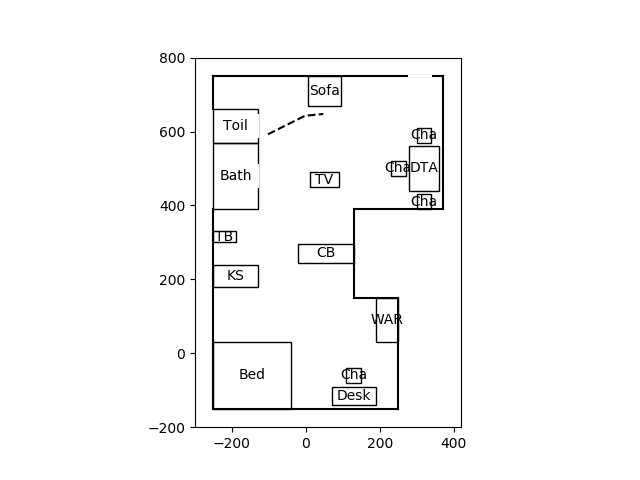 800
Sofa
Toil
Cha
600
Cha
DTA
Bath
TV
400
Cha
TB
CB
KS
200
WAR
0
Bed
Cha
Desk
−200
−200
0
200
400